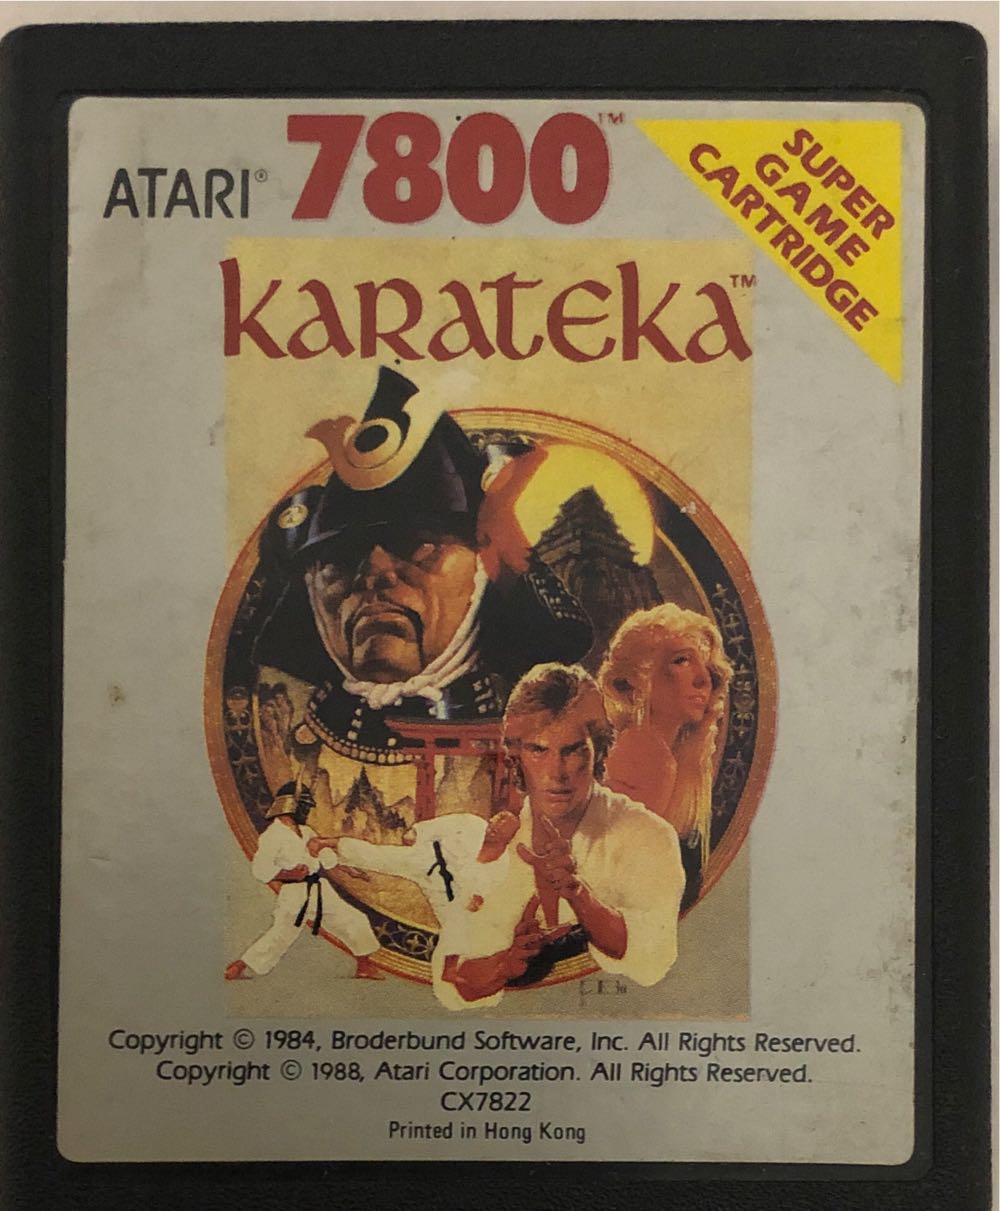 ATARI® 7800™
SUPER
GAME
CARTRIDGE
KARATEKA™
Copyright © 1984, Broderbund Software, Inc. All Rights Reserved.
Copyright © 1988, Atari Corporation. All Rights Reserved.
CX7822
Printed in Hong Kong